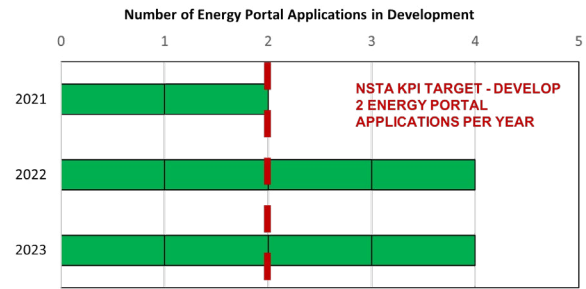 Number of Energy Portal Applications in Development
0 1 2 3 4 5
2021
NSTA KPI TARGET - DEVELOP
2 ENERGY PORTAL
APPLICATIONS PER YEAR
2022
2023